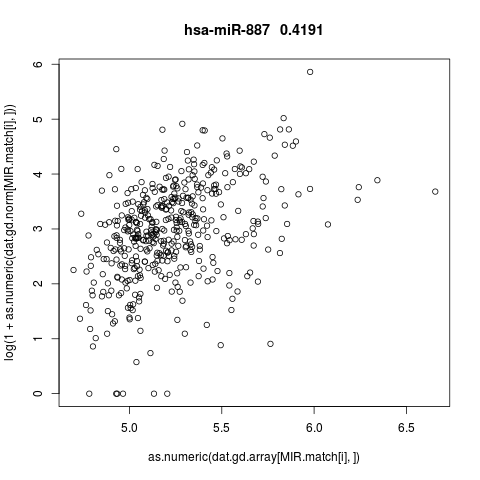 hsa-miR-887 0.4191
log(1 + as.numeric(dat.gd.norm[MIR.match[i], ]))
6
5
4
3
2
1
0
5.0 5.5 6.0 6.5
as.numeric(dat.gd.array[MIR.match[i], ])